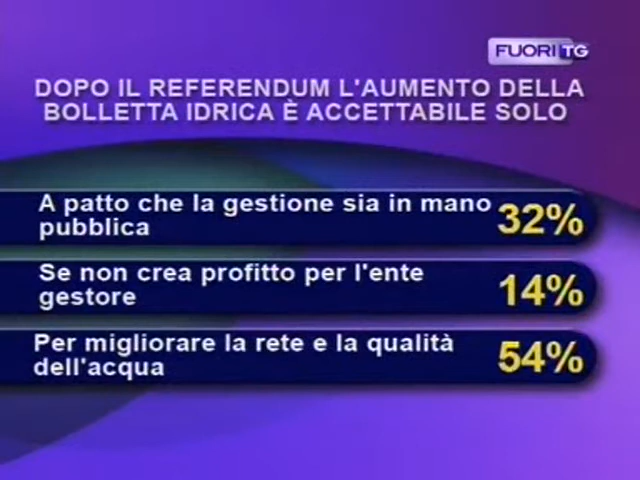 FUORI TG
DOPO IL REFERENDUM L'AUMENTO DELLA
BOLLETTA IDRICA È ACCETTABILE SOLO
A patto che la gestione sia in mano
pubblica
32%
Se non crea profitto per l'ente
gestore
14%
Per migliorare la rete e la qualità
dell'acqua
54%